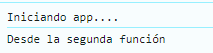 Iniciando app....
Desde la segunda función